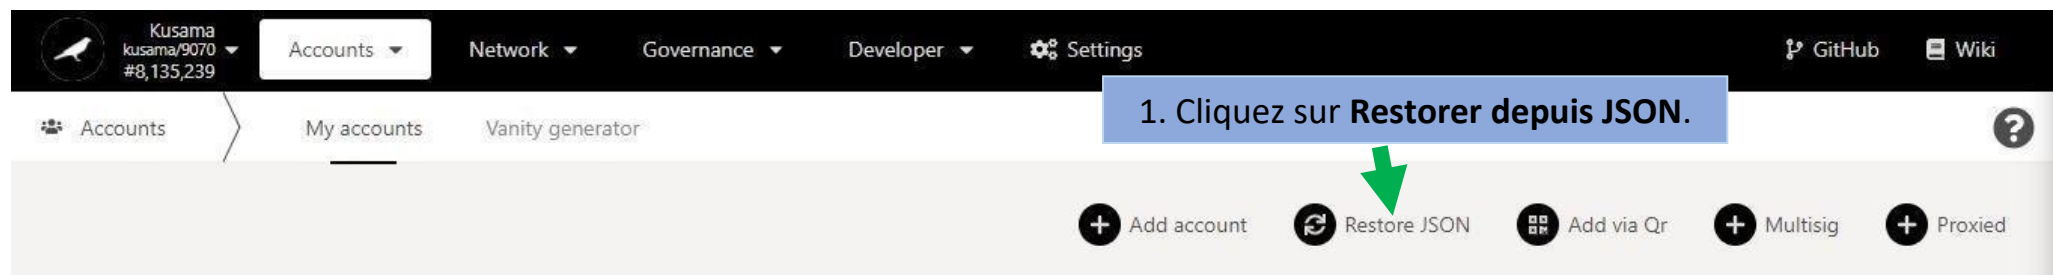 Kusama
kusama/9070
#8,135,239
Accounts
Network
Governance
Developer
Settings
GitHub
Wiki
Accounts
My accounts
Vanity generator
1. Cliquez sur Restorer depuis JSON.
Add account
Restore JSON
Add via Qr
Multisig
Proxied